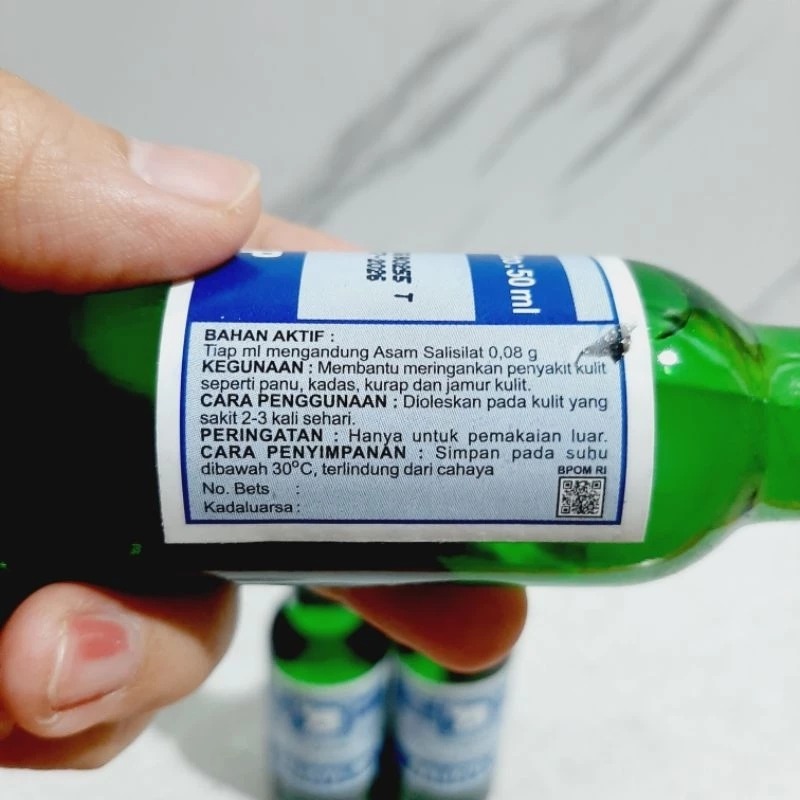 2026 T
: 50 ml
BAHAN AKTIF :
Tiap ml mengandung Asam Salisilat 0,08 g
KEGUNAAN : Membantu meringankan penyakit kulit
seperti panu, kadas, kurap dan jamur kulit.
CARA PENGGUNAAN : Dioleskan pada kulit yang
sakit 2-3 kali sehari.
PERINGATAN : Hanya untuk pemakaian luar.
CARA PENYIMPANAN : Simpan pada suhu
dibawah 30°C, terlindung dari cahaya
BPOM RI
No. Bets :
Kadaluarsa :